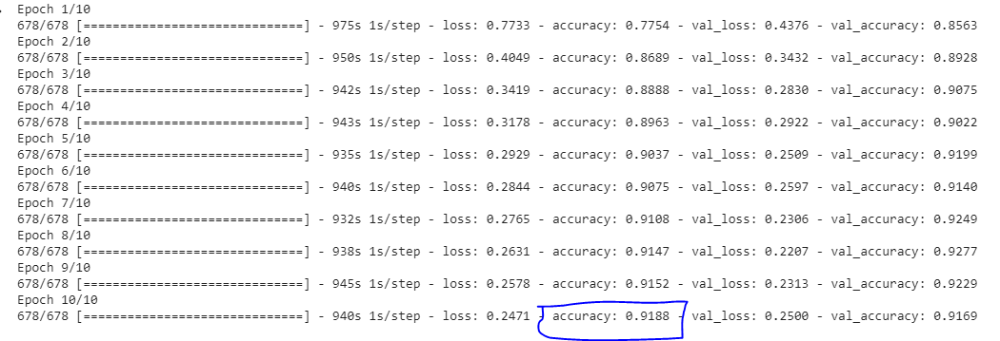 Epoch 1/10
678/678 [==============================] - 975s 1s/step - loss: 0.7733 - accuracy: 0.7754 - val_loss: 0.4376 - val_accuracy: 0.8563
Epoch 2/10
678/678 [==============================] - 950s 1s/step - loss: 0.4049 - accuracy: 0.8689 - val_loss: 0.3432 - val_accuracy: 0.8928
Epoch 3/10
678/678 [==============================] - 942s 1s/step - loss: 0.3419 - accuracy: 0.8888 - val_loss: 0.2830 - val_accuracy: 0.9075
Epoch 4/10
678/678 [==============================] - 943s 1s/step - loss: 0.3178 - accuracy: 0.8963 - val_loss: 0.2922 - val_accuracy: 0.9022
Epoch 5/10
678/678 [==============================] - 935s 1s/step - loss: 0.2929 - accuracy: 0.9037 - val_loss: 0.2509 - val_accuracy: 0.9199
Epoch 6/10
678/678 [==============================] - 940s 1s/step - loss: 0.2844 - accuracy: 0.9075 - val_loss: 0.2597 - val_accuracy: 0.9140
Epoch 7/10
678/678 [==============================] - 932s 1s/step - loss: 0.2765 - accuracy: 0.9108 - val_loss: 0.2306 - val_accuracy: 0.9249
Epoch 8/10
678/678 [==============================] - 938s 1s/step - loss: 0.2631 - accuracy: 0.9147 - val_loss: 0.2207 - val_accuracy: 0.9277
Epoch 9/10
678/678 [==============================] - 945s 1s/step - loss: 0.2578 - accuracy: 0.9152 - val_loss: 0.2313 - val_accuracy: 0.9229
Epoch 10/10
678/678 [==============================] - 940s 1s/step - loss: 0.2471 - accuracy: 0.9188 - val_loss: 0.2500 - val_accuracy: 0.9169